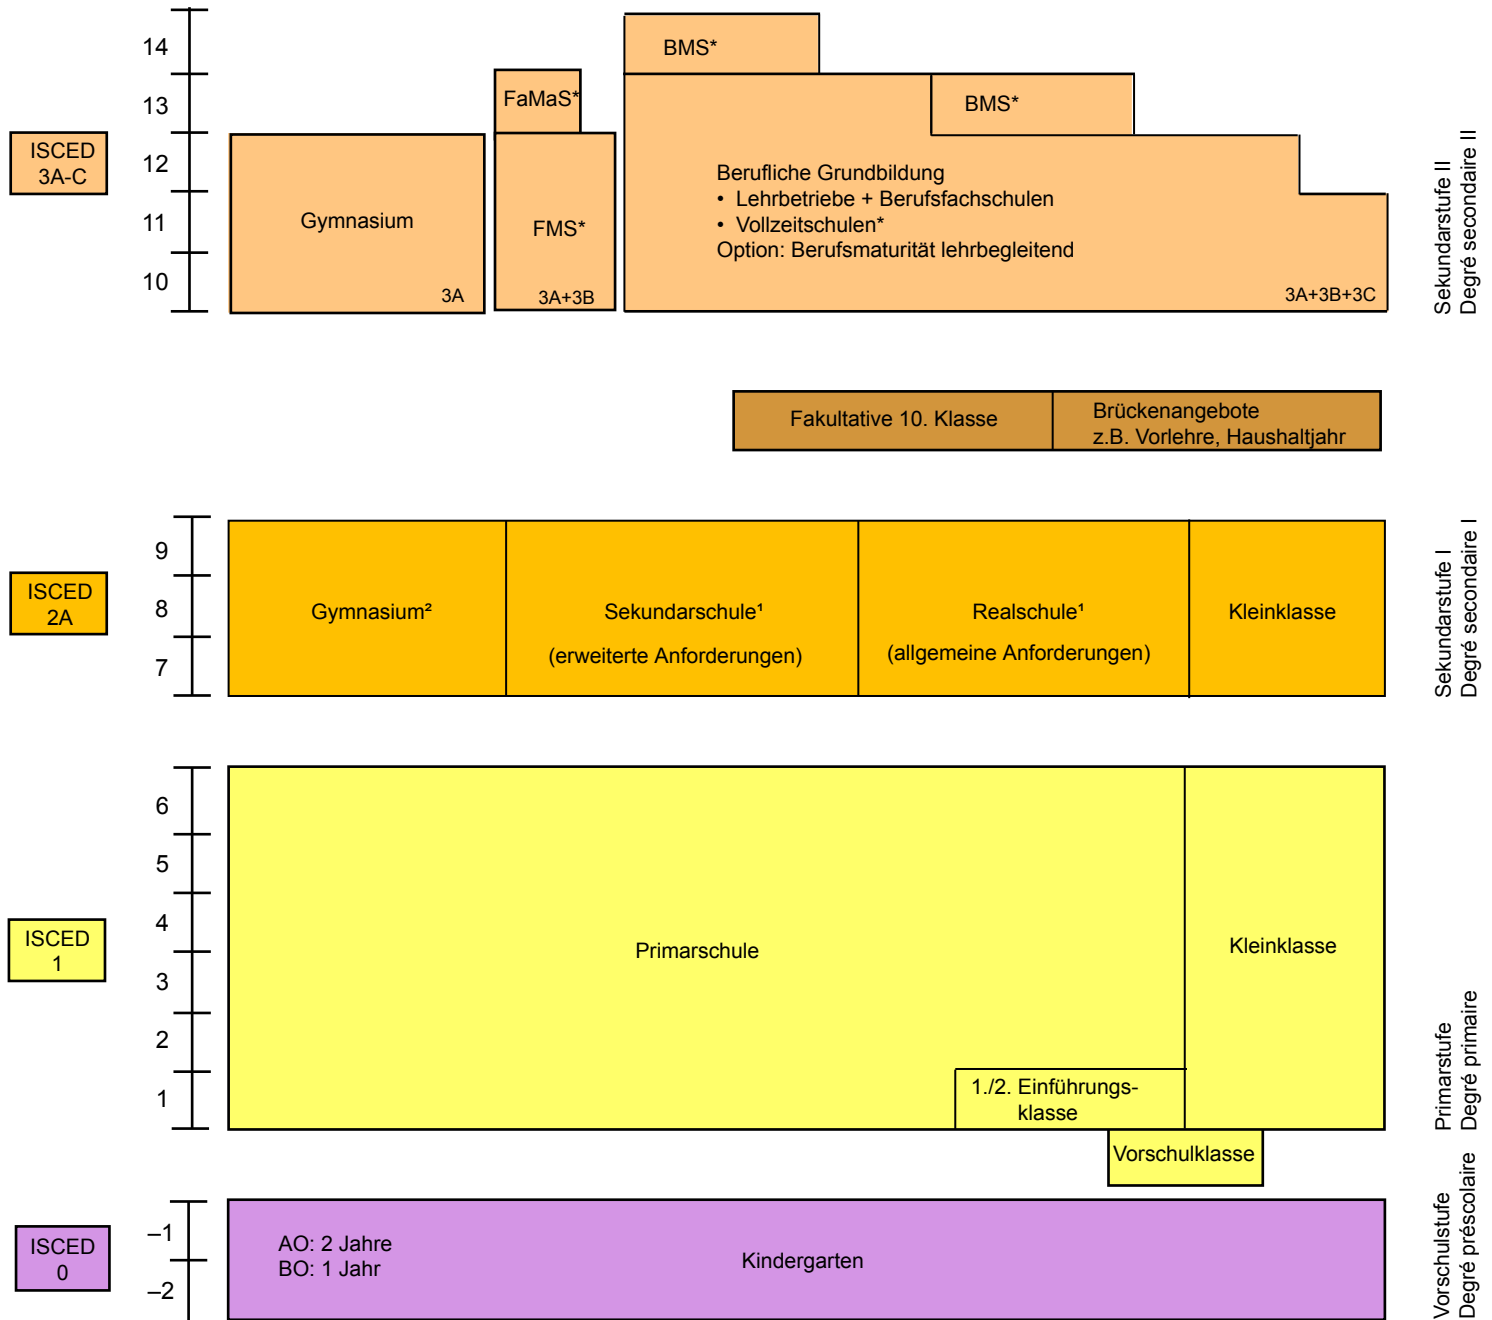 14
BMS*
13
FaMaS*
BMS*
ISCED
3A-C
12
11
10
Gymnasium
3A
FMS*
3A+3B
Berufliche Grundbildung
• Lehrbetriebe + Berufsfachschulen
• Vollzeitschulen*
Option: Berufsmaturität lehrbegleitend
3A+3B+3C
Sekundarstufe II
Degré secondaire II
Fakultative 10. Klasse
Brückenangebote
z.B. Vorlehre, Haushaltjahr
ISCED
2A
9
8
7
Gymnasium²
Sekundarschule¹
(erweiterte Anforderungen)
Realschule¹
(allgemeine Anforderungen)
Kleinklasse
Sekundarstufe I
Degré secondaire I
ISCED
1
6
5
4
3
2
1
Primarschule
Kleinklasse
1./2. Einführungs-
klasse
Vorschulklasse
Primarstufe
Degré primaire
ISCED
0
–1
–2
AO: 2 Jahre
BO: 1 Jahr
Kindergarten
Vorschulstufe
Degré préscolaire